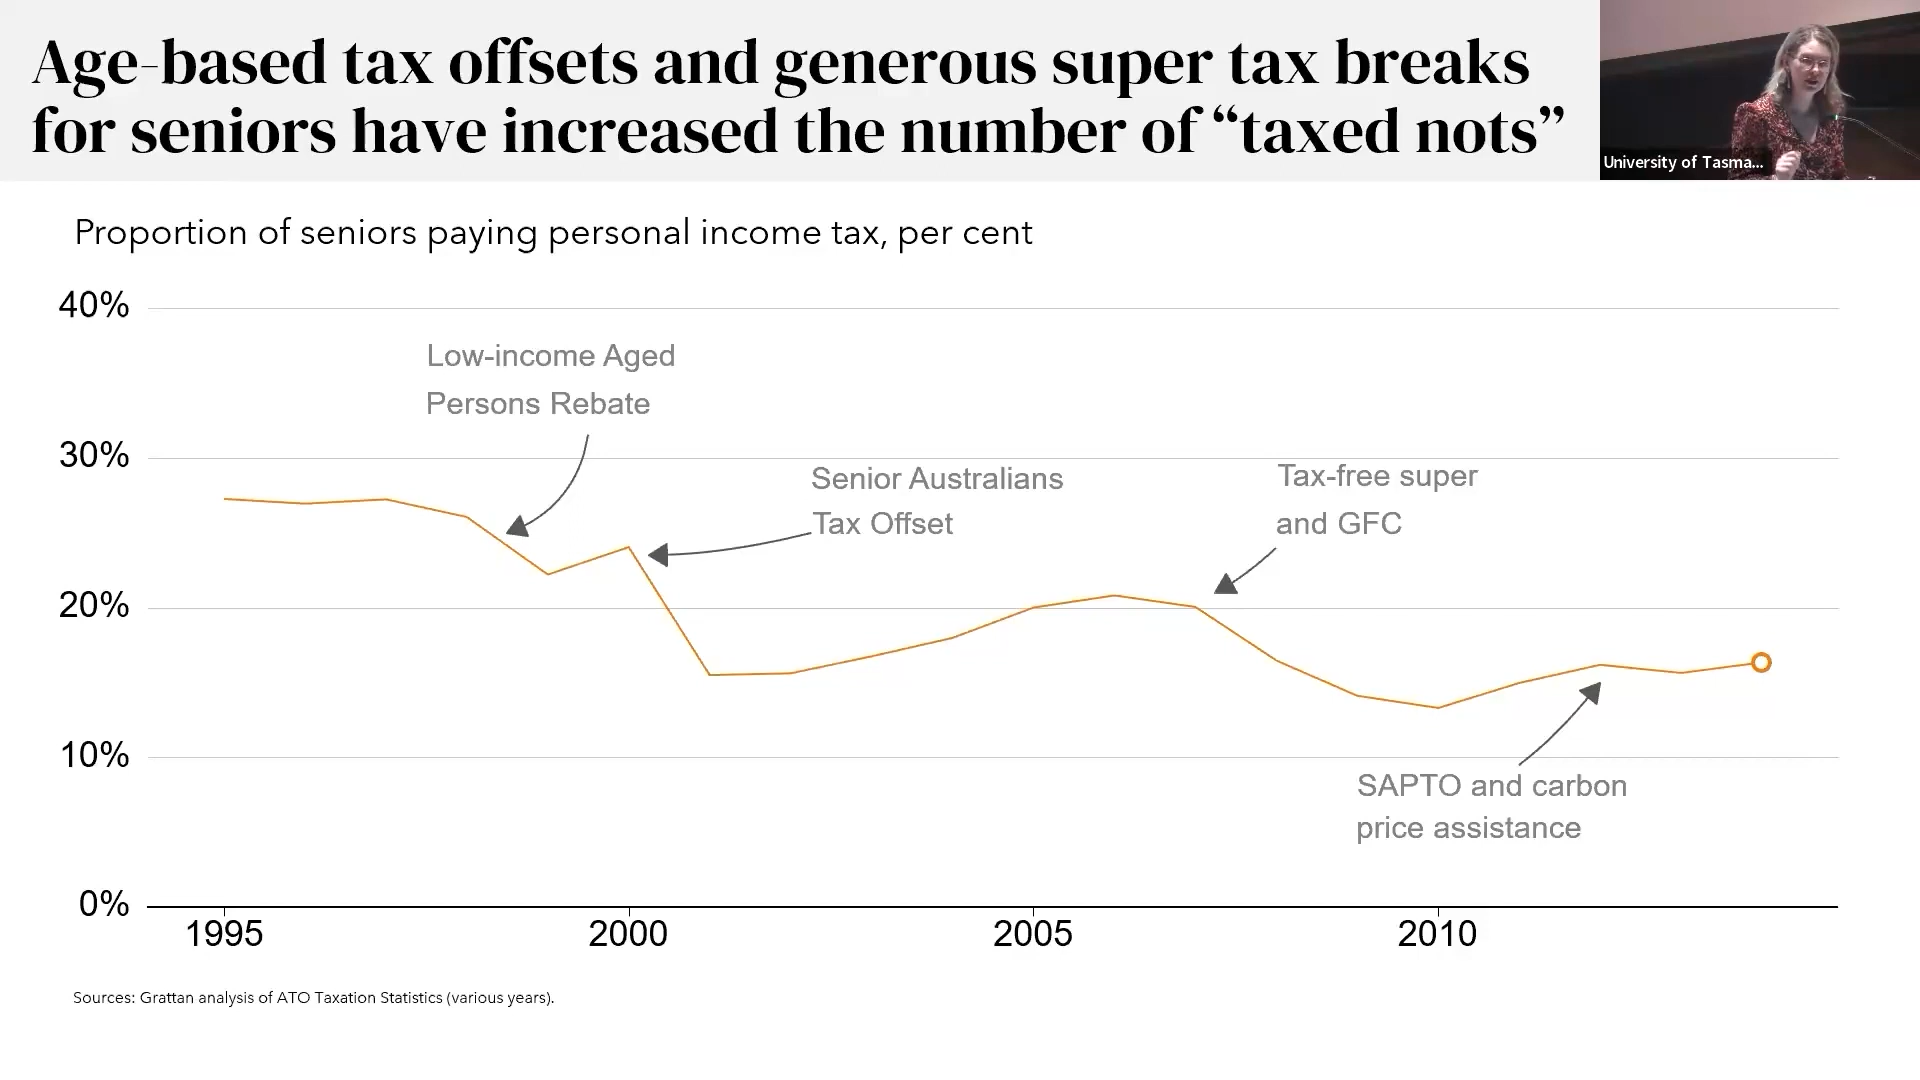 Age-based tax offsets and generous super tax breaks
for seniors have increased the number of “taxed nots”
University of Tasma...
Proportion of seniors paying personal income tax, per cent
40%
Low-income Aged
Persons Rebate
30%
Senior Australians
Tax Offset
Tax-free super
and GFC
20%
10%
SAPTO and carbon
price assistance
0%
1995
2000
2005
2010
Sources: Grattan analysis of ATO Taxation Statistics (various years).